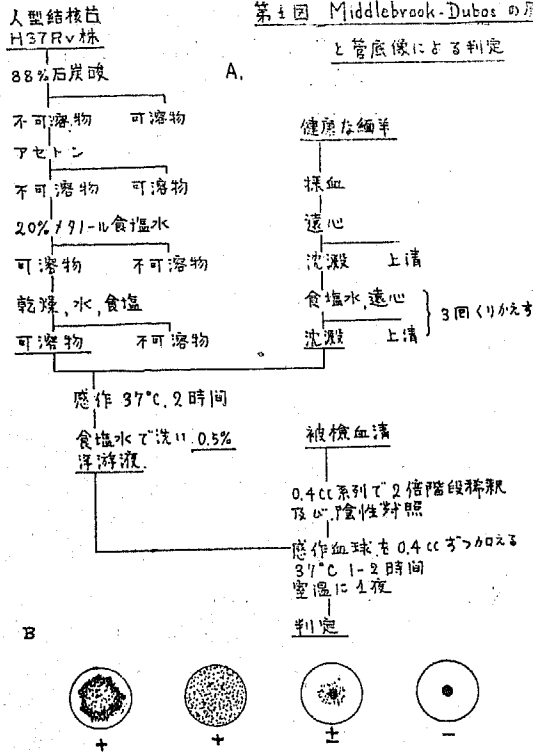 第1図 Middlebrook-Dubos の
と管底像による判定
A.
人型結核菌
H37Rv株
88%石炭酸
不可溶物 可溶物
アセトン
不可溶物 可溶物
20%メタノール食塩水
可溶物 不可溶物
乾燥,水,食塩
可溶物 不可溶物
健康な緬羊
採血
遠心
沈澱 上清
食塩水,遠心
沈澱 上清
3回くりかえす
感作 37°C, 2時間
食塩水で洗い 0.5%
浮游液
被検血清
0.4cc系列で2倍階段稀釈
及び,陰性対照
感作血球を0.4ccずつ加える
37°C 1-2時間
室温に1夜
判定
B
+ + ± −